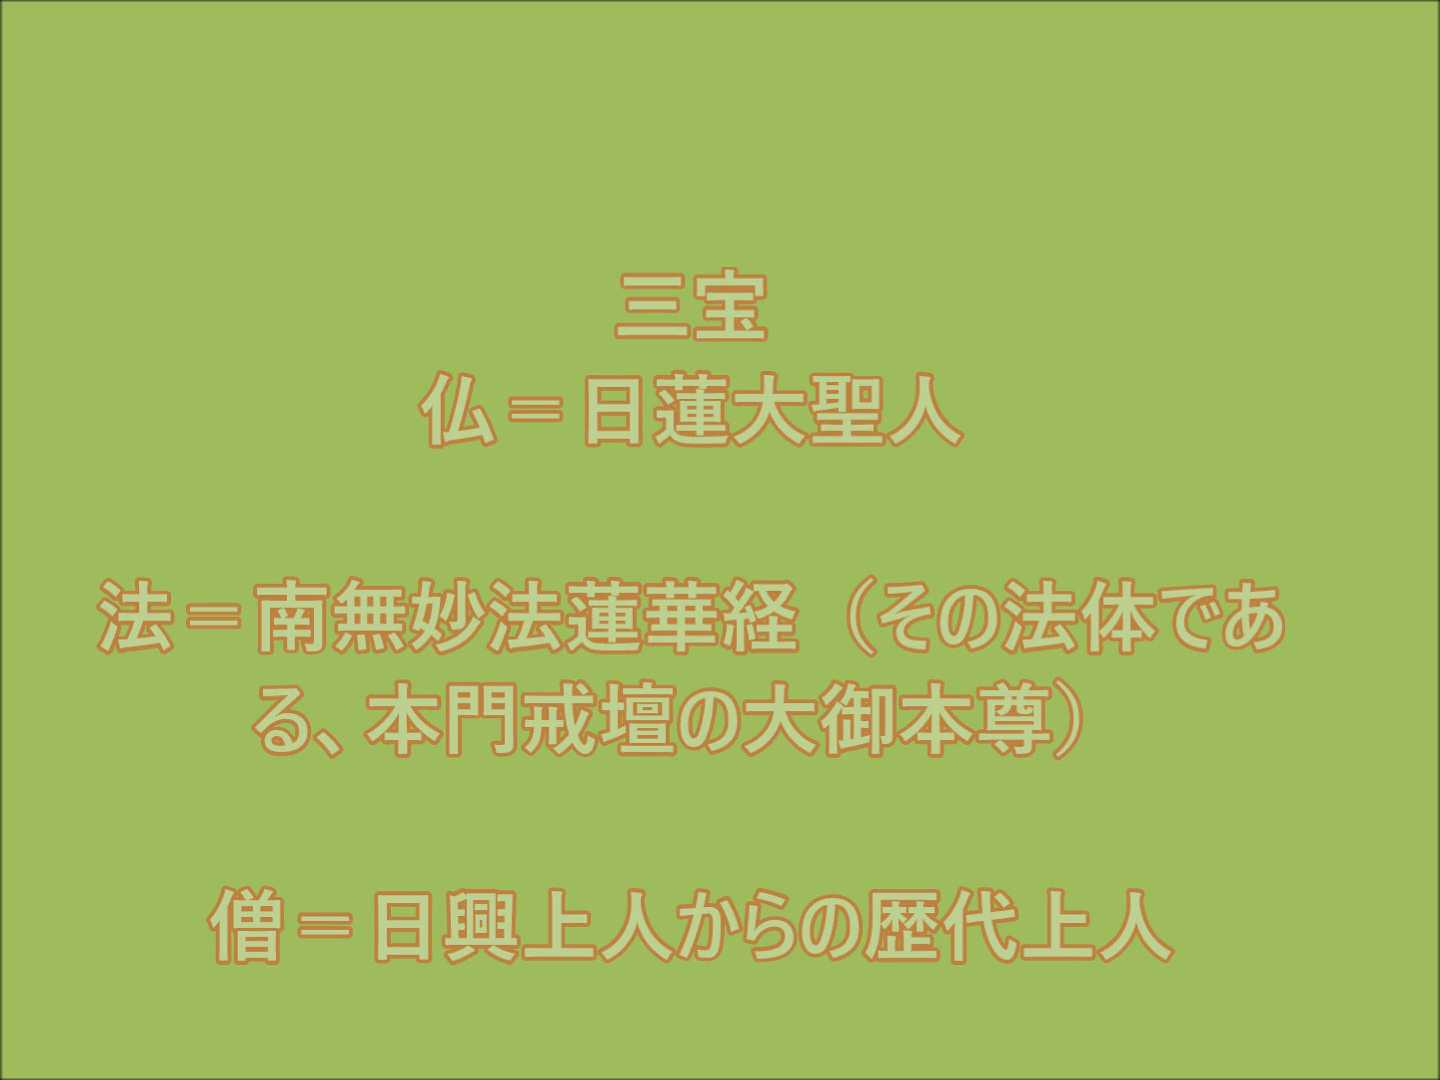 三宝
仏＝日蓮大聖人
法＝南無妙法蓮華経（その法体であ
る、本門戒壇の大御本尊）
僧＝日興上人からの歴代上人